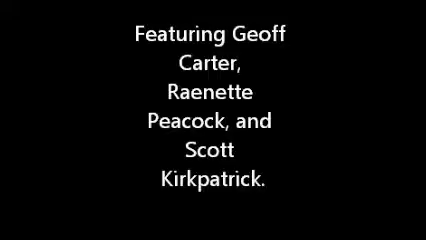 Featuring Geoff
Carter,
Raenette
Peacock, and
Scott
Kirkpatrick.